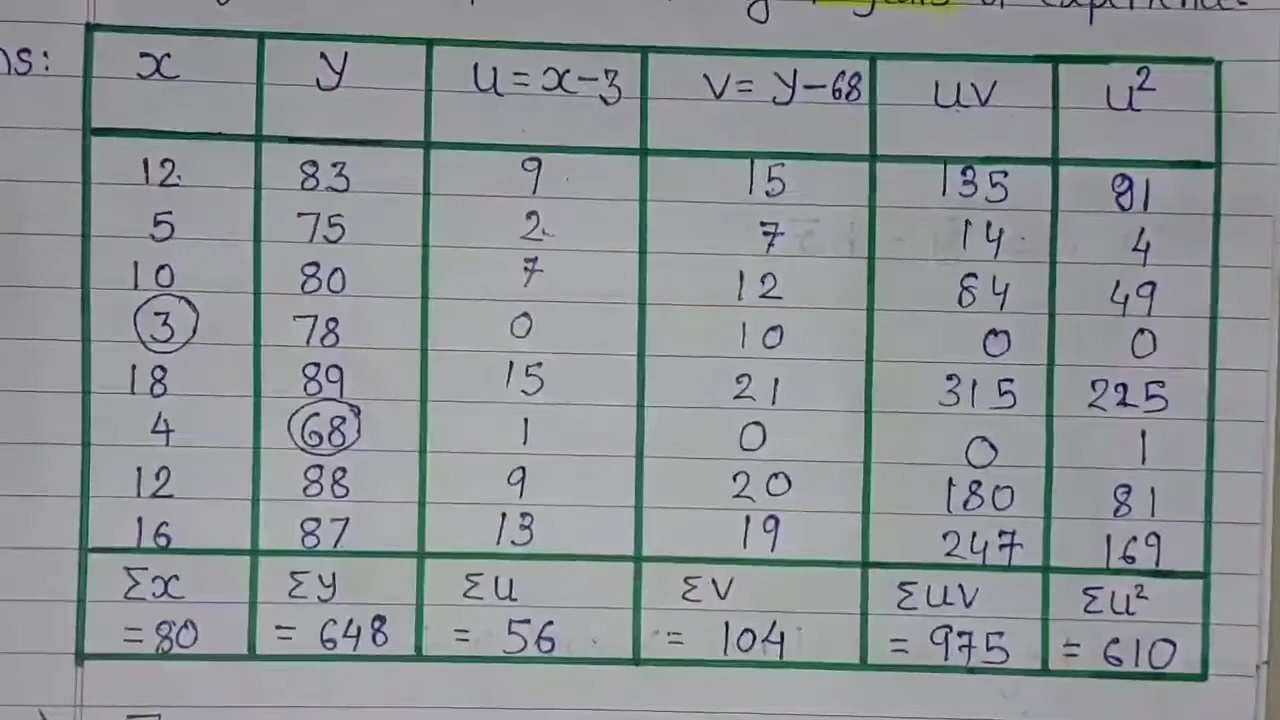 of experience.
ns:
x y u = x-3 v = y-68 uv u²
12 83 9 15 135 81
5 75 2 7 14 4
10 80 7 12 84 49
3 78 0 10 0 0
18 89 15 21 315 225
4 68 1 0 0 1
12 88 9 20 180 81
16 87 13 19 247 169
Σx Σy Σu Σv Σuv Σu²
=80 = 648 = 56 = 104 = 975 = 610